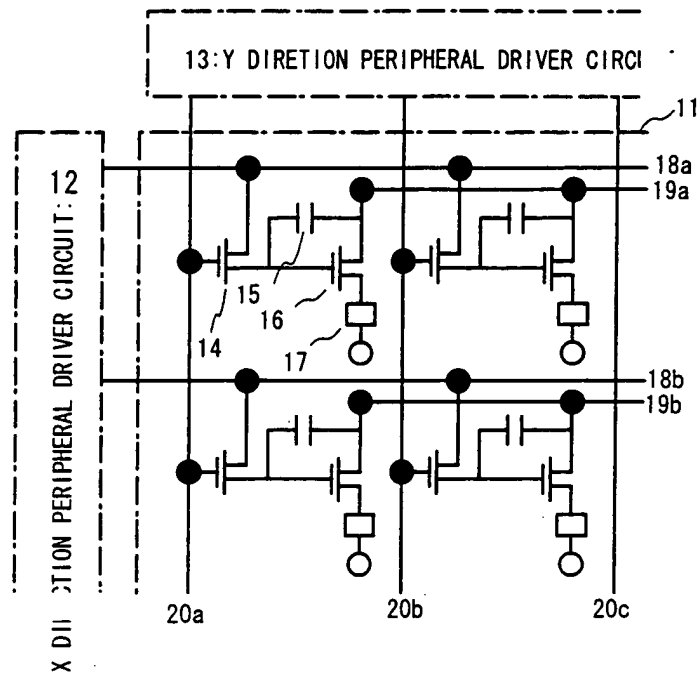 13:Y DIRETION PERIPHERAL DRIVER CIRC
11
18a
19a
X DI CTION PERIPHERAL DRIVER CIRCUIT: 12
15
16
14
17
18b
19b
20a
20b
20c